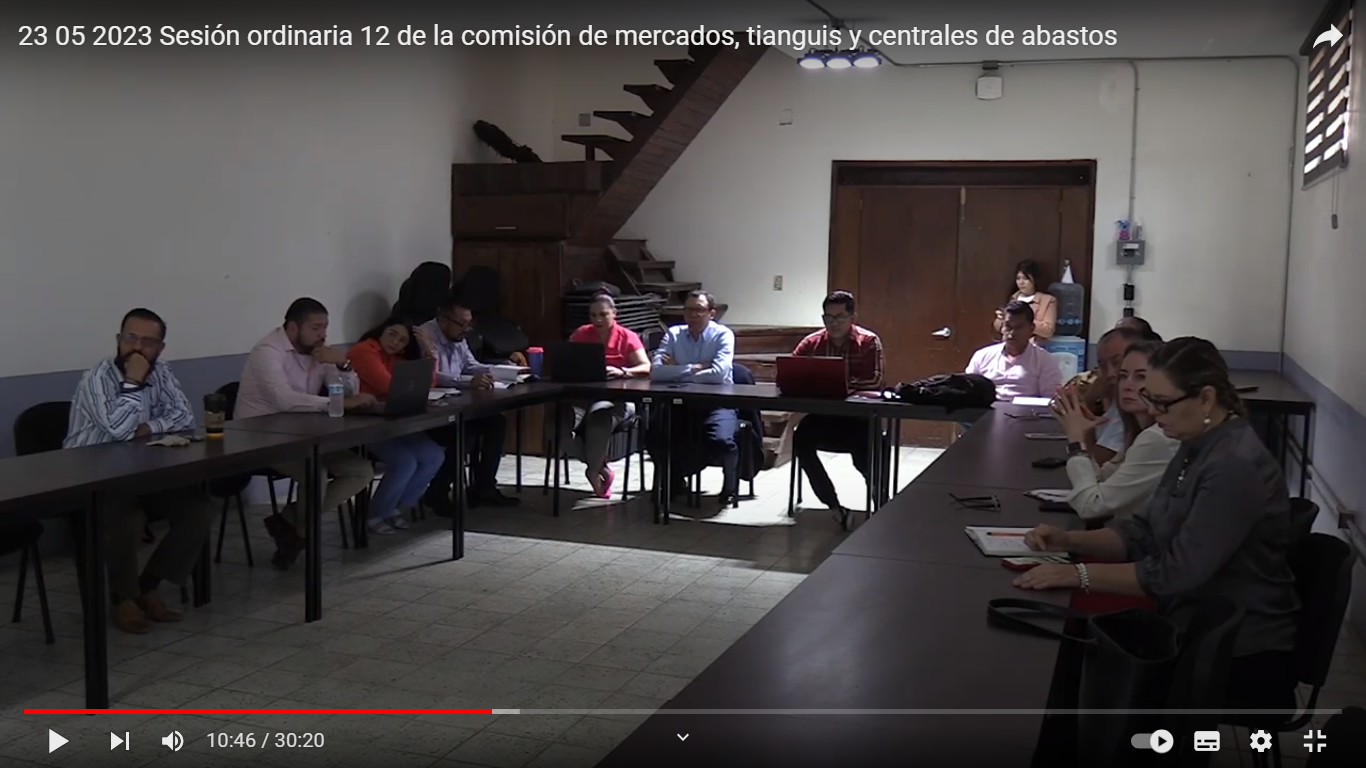 23 05 2023 Sesión ordinaria 12 de la comisión de mercados, tianguis y centrales de abastos
10:46 / 30:20